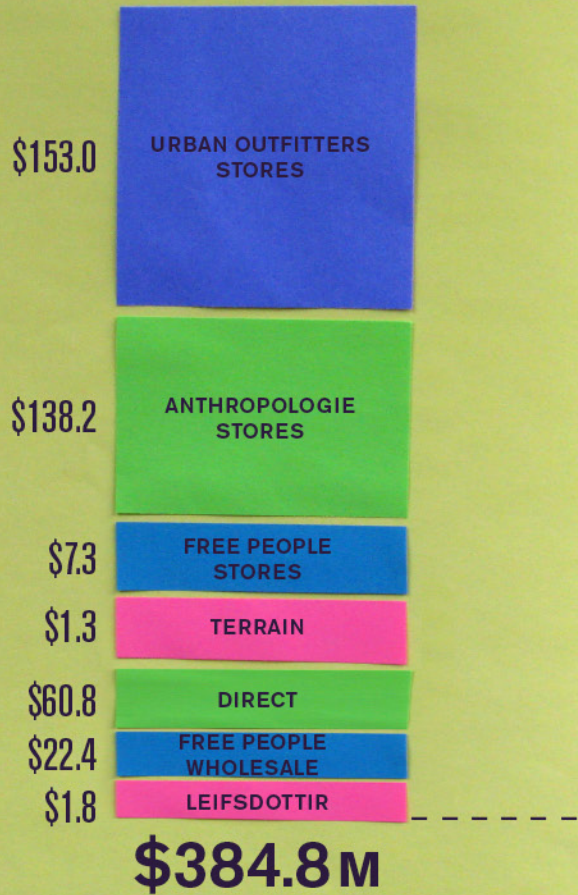 $153.0
URBAN OUTFITTERS
STORES
$138.2
ANTHROPOLOGIE
STORES
$7.3
FREE PEOPLE
STORES
$1.3
TERRAIN
$60.8
DIRECT
$22.4
FREE PEOPLE
WHOLESALE
$1.8
LEIFSDOTTIR
$384.8 M